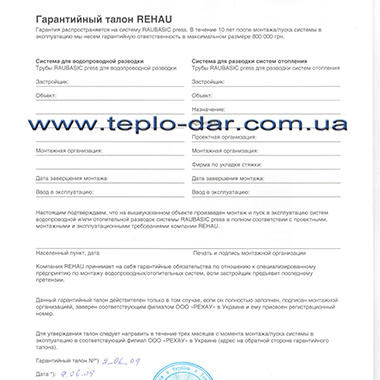 Гарантийный талон REHAU
Гарантия распространяется на систему RAUBASIC press. В течение 10 лет после монтажа/пуска системы в
эксплуатацию мы несем гарантийную ответственность в максимальном размере 800 000 грн.
Система для водопроводной разводки
Трубы RAUBASIC press для водопроводной разводки
Система для разводки систем отопления
Трубы RAUBASIC press для разводки систем отопления
Застройщик:
Застройщик:
Объект:
Объект:
Назначение:
www.teplo-dar.com.ua
Проектная организация:
Монтажная организация:
Монтажная организация:
Фирма по укладке стяжки:
Дата завершения монтажа:
Дата завершения монтажа:
Ввод в эксплуатацию:
Ввод в эксплуатацию:
Настоящим подтверждаем, что на вышеуказанном объекте произведен монтаж и пуск в эксплуатацию систем
водопроводной и/или отопительной разводок системы RAUBASIC press в полном соответствии с проектными,
монтажными и эксплуатационными требованиями компании REHAU.
Населенный пункт, дата
Печать и подпись монтажной организации
Компания REHAU принимает на себя гарантийные обязательства по отношению к специализированному
предприятию по монтажу водопроводных/отопительных систем, если застройщик предъявит последнему
претензии.
Данный гарантийный талон действителен только в том случае, если он полностью заполнен, подписан монтажной
организацией, заверен соответствующим филиалом ООО «РЕХАУ» в Украине и ему присвоен регистрационный
номер.
Для утверждения талон следует направить в течение трех месяцев с момента монтажа/пуска системы в
эксплуатацию в соответствующий филиал ООО «РЕХАУ» в Украине (адрес на обратной стороне гарантийного
талона).
Гарантийный талон №*):
Дата *): 9.06.09